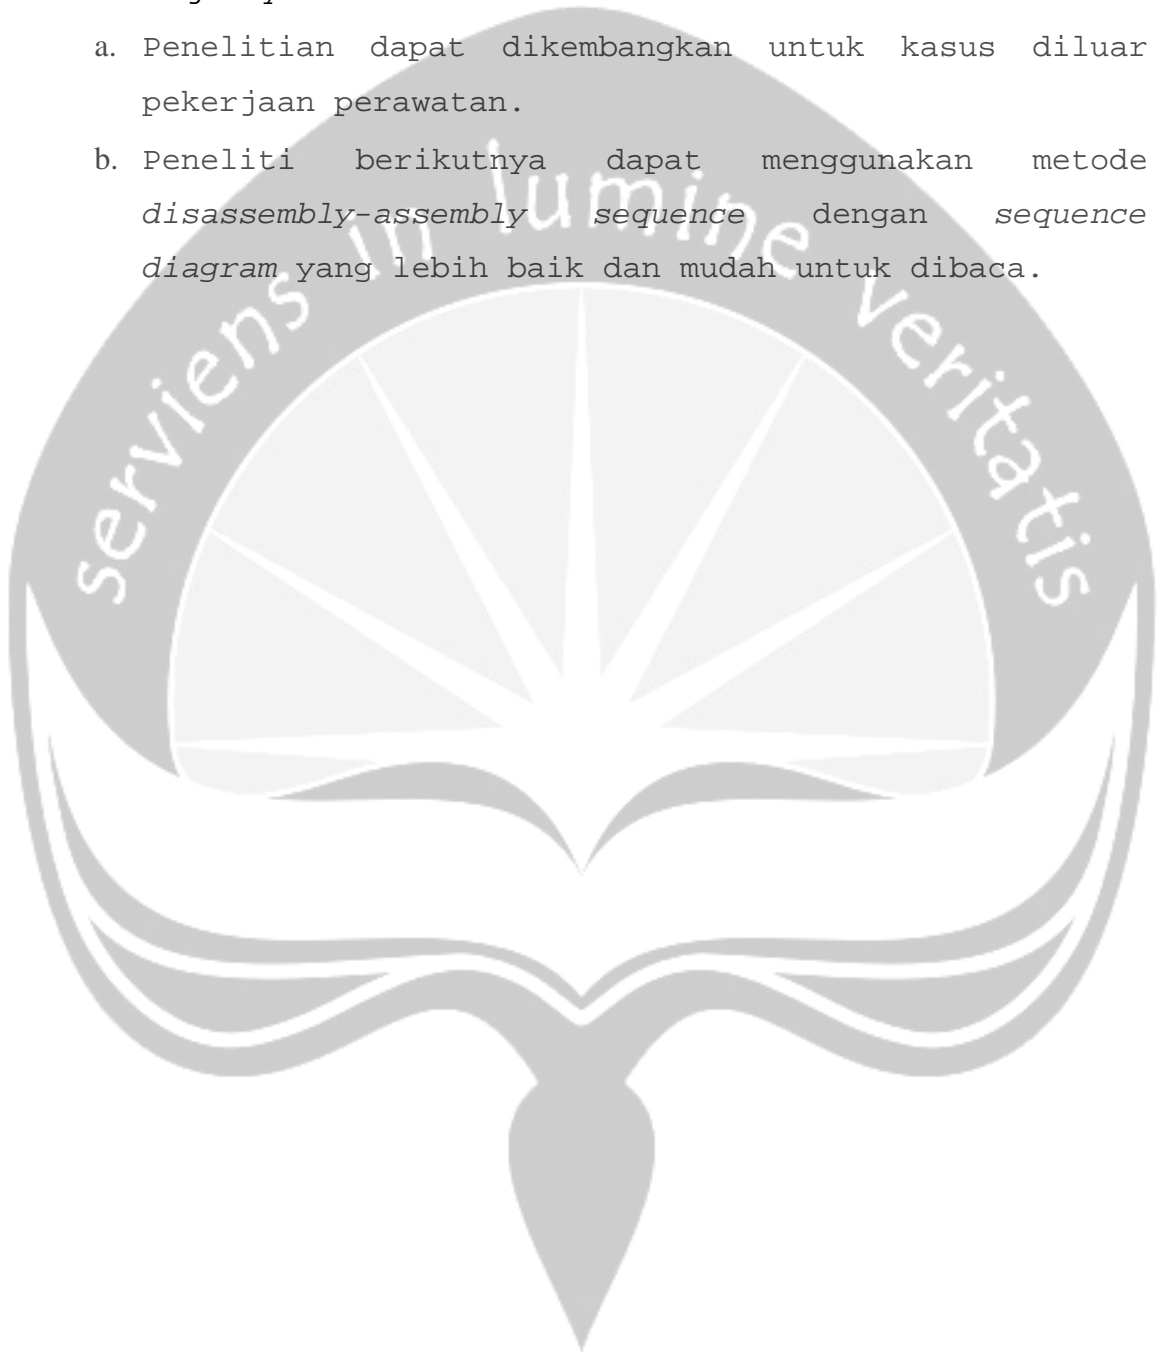 a. Penelitian dapat dikembangkan untuk kasus diluar
pekerjaan perawatan.
b. Peneliti berikutnya dapat menggunakan metode
disassembly-assembly sequence dengan sequence
diagram yang lebih baik dan mudah untuk dibaca.
serviens in lumine veritatis